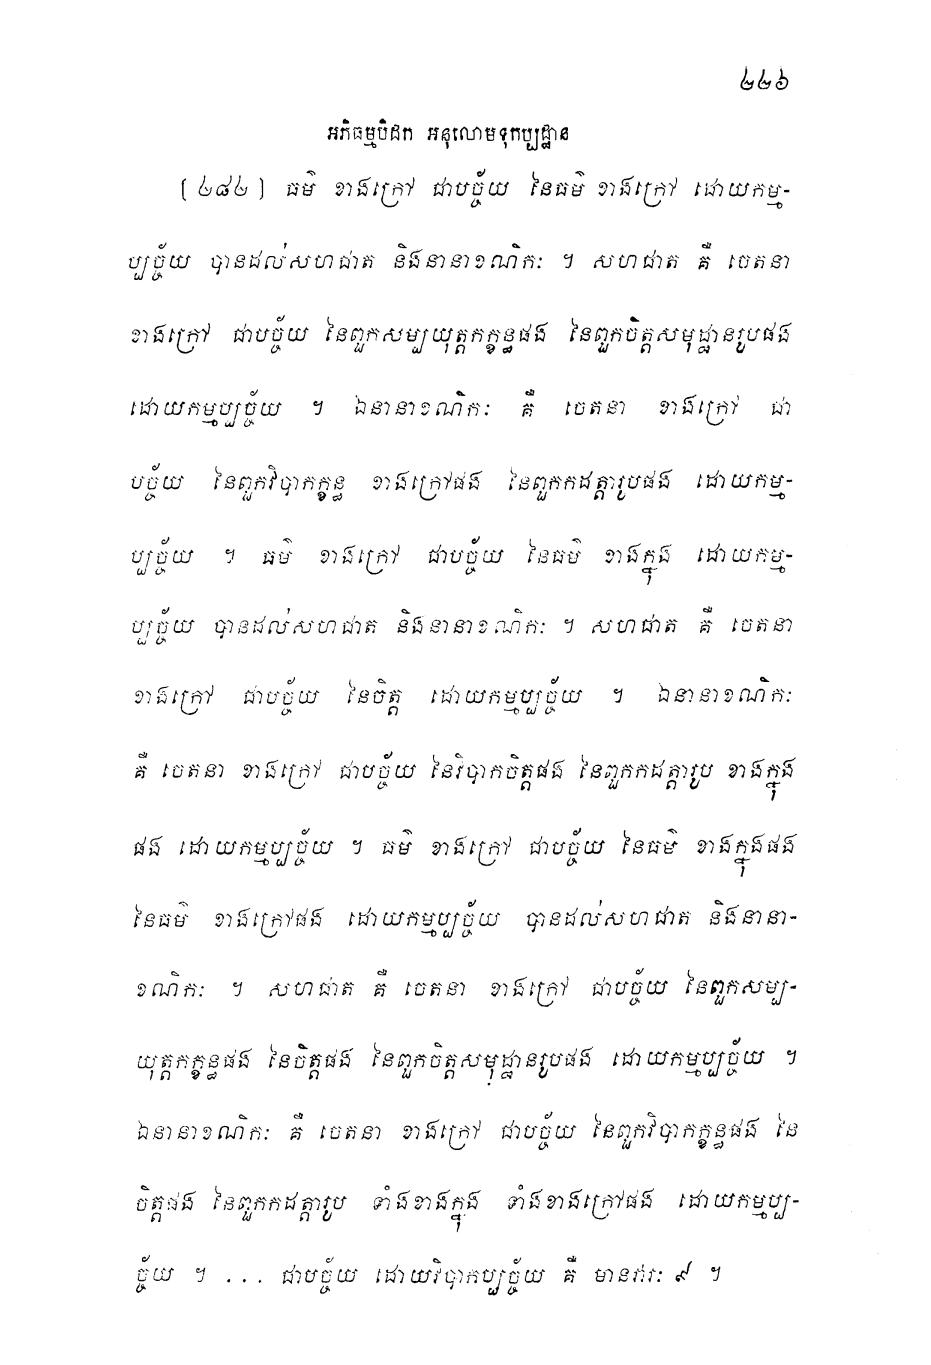 ៤៤៦
អភិធម្មបិដក អនុលោមទុកប្បដ្ឋាន
[៤៨៤] ធម៌ ខាងក្រៅ ជាបច្ច័យ នៃធម៌ ខាងក្រៅ ដោយកម្ម-
ប្បច្ច័យ បានដល់សហជាត និងនានាខណិកៈ ។ សហជាត គឺ ចេតនា
ខាងក្រៅ ជាបច្ច័យ នៃពួកសម្បយុត្តកក្ខន្ធផង នៃពួកចិត្តសមុដ្ឋានរូបផង
ដោយកម្មប្បច្ច័យ ។ ឯនានាខណិកៈ គឺ ចេតនា ខាងក្រៅ ជា
បច្ច័យ នៃពួកវិបាកក្ខន្ធ ខាងក្រៅផង នៃពួកកដត្តារូបផង ដោយកម្ម-
ប្បច្ច័យ ។ ធម៌ ខាងក្រៅ ជាបច្ច័យ នៃធម៌ ខាងក្នុង ដោយកម្ម-
ប្បច្ច័យ បានដល់សហជាត និងនានាខណិកៈ ។ សហជាត គឺ ចេតនា
ខាងក្រៅ ជាបច្ច័យ នៃចិត្ត ដោយកម្មប្បច្ច័យ ។ ឯនានាខណិកៈ
គឺ ចេតនា ខាងក្រៅ ជាបច្ច័យ នៃវិបាកចិត្តផង នៃពួកកដត្តារូប ខាងក្នុង
ផង ដោយកម្មប្បច្ច័យ ។ ធម៌ ខាងក្រៅ ជាបច្ច័យ នៃធម៌ ខាងក្នុងផង
នៃធម៌ ខាងក្រៅផង ដោយកម្មប្បច្ច័យ បានដល់សហជាត និងនានា-
ខណិកៈ ។ សហជាត គឺ ចេតនា ខាងក្រៅ ជាបច្ច័យ នៃពួកសម្ប-
យុត្តកក្ខន្ធផង នៃចិត្តផង នៃពួកចិត្តសមុដ្ឋានរូបផង ដោយកម្មប្បច្ច័យ ។
ឯនានាខណិកៈ គឺ ចេតនា ខាងក្រៅ ជាបច្ច័យ នៃពួកវិបាកក្ខន្ធផង នៃ
ចិត្តផង នៃពួកកដត្តារូប ទាំងខាងក្នុង ទាំងខាងក្រៅផង ដោយកម្មប្ប-
ច្ច័យ ។ ... ជាបច្ច័យ ដោយវិបាកប្បច្ច័យ គឺ មានវារៈ ៩ ។